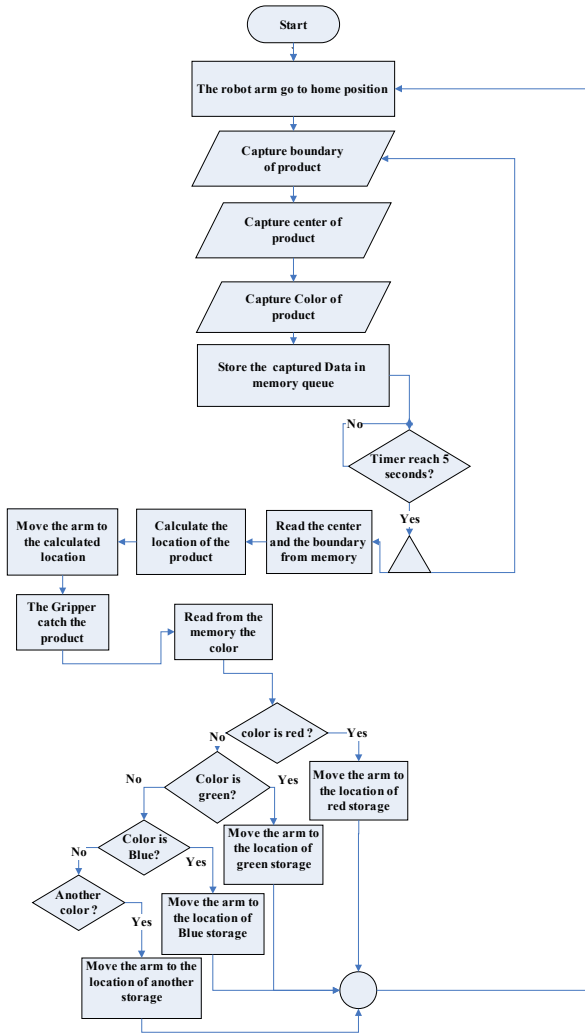 Start
The robot arm go to home position
Capture boundary
of product
Capture center of
product
Capture Color of
product
Store the captured Data in
memory queue
No
Timer reach 5
seconds?
Yes
Move the arm to
the calculated
location
Calculate the
location of the
product
Read the center
and the boundary
from memory
The Gripper
catch the
product
Read from the
memory the
color
color is red ?
Yes
No
Move the arm to
the location of
red storage
Color is
green?
Yes
No
Move the arm to
the location of
green storage
Color is
Blue?
Yes
No
Move the arm to
the location of
Blue storage
Another
color ?
Yes
Move the arm to the
location of another
storage